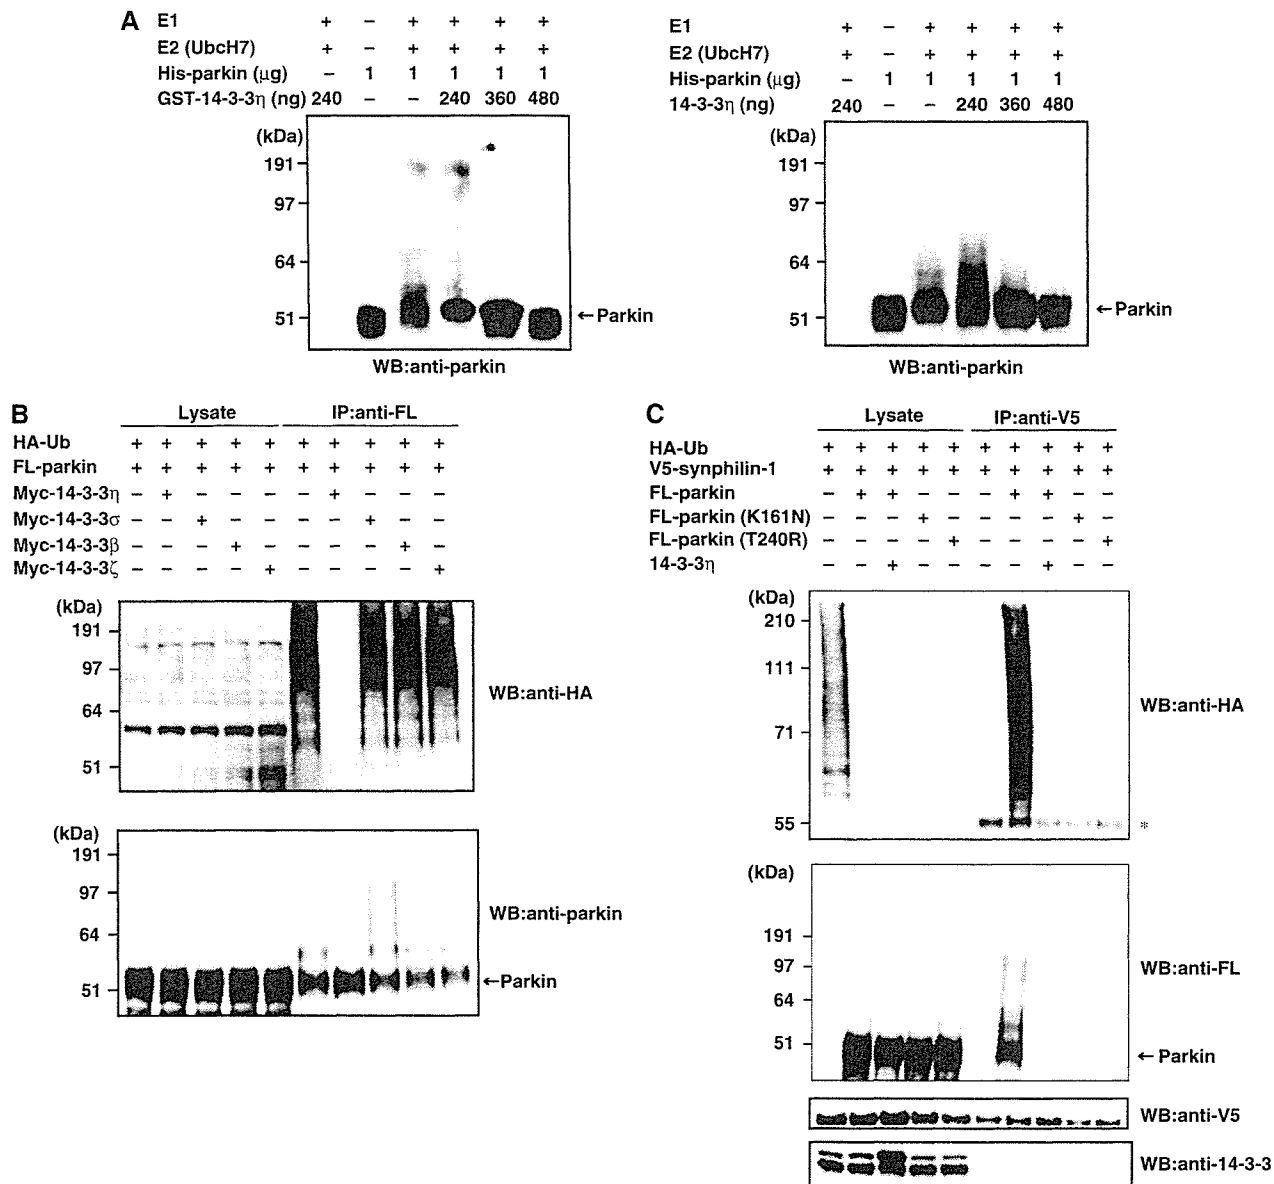 A
E1 + − + + + +
E2 (UbcH7) + − + + + +
His-parkin (µg) − 1 1 1 1 1
GST-14-3-3η (ng) 240 − − 240 360 480
(kDa)
191
97
64
51
←Parkin
WB:anti-parkin
E1 + − + + + +
E2 (UbcH7) + − + + + +
His-parkin (µg) − 1 1 1 1 1
14-3-3η (ng) 240 − − 240 360 480
(kDa)
191
97
64
51
←Parkin
WB:anti-parkin
B
Lysate IP:anti-FL
HA-Ub + + + + + + + + + +
FL-parkin + + + + + + + + + +
Myc-14-3-3η − + − − − − + − − −
Myc-14-3-3σ − − + − − − − + − −
Myc-14-3-3β − − − + − − − − + −
Myc-14-3-3ζ − − − − + − − − − +
(kDa)
191
97
64
51
WB:anti-HA
(kDa)
191
97
64
51
WB:anti-parkin
←Parkin
C
Lysate IP:anti-V5
HA-Ub + + + + + + + + + +
V5-synphilin-1 + + + + + + + + + +
FL-parkin − + + − − − + + − −
FL-parkin (K161N) − − − + − − − − + −
FL-parkin (T240R) − − − − + − − − − +
14-3-3η − − + − − − − + − −
(kDa)
210
111
71
55
WB:anti-HA
*
(kDa)
191
97
64
51
WB:anti-FL
← Parkin
WB:anti-V5
WB:anti-14-3-3